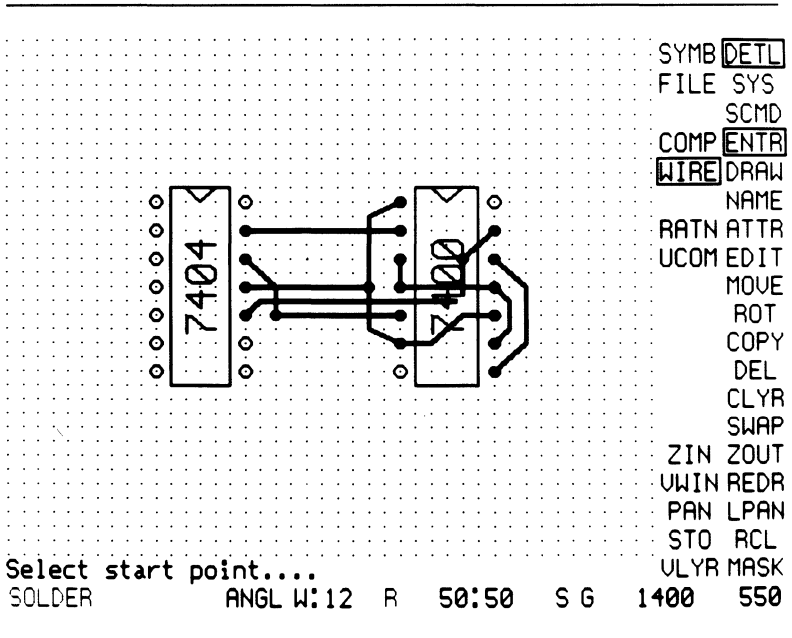 SYMB DETL
FILE SYS
SCMD
COMP ENTR
WIRE DRAW
NAME
RATN ATTR
UCOM EDIT
MOVE
ROT
COPY
DEL
CLYR
SWAP
ZIN ZOUT
VWIN REDR
PAN LPAN
STO RCL
VLYR MASK
7404
7400
Select start point....
SOLDER ANGL W:12 R 50:50 S G 1400 550